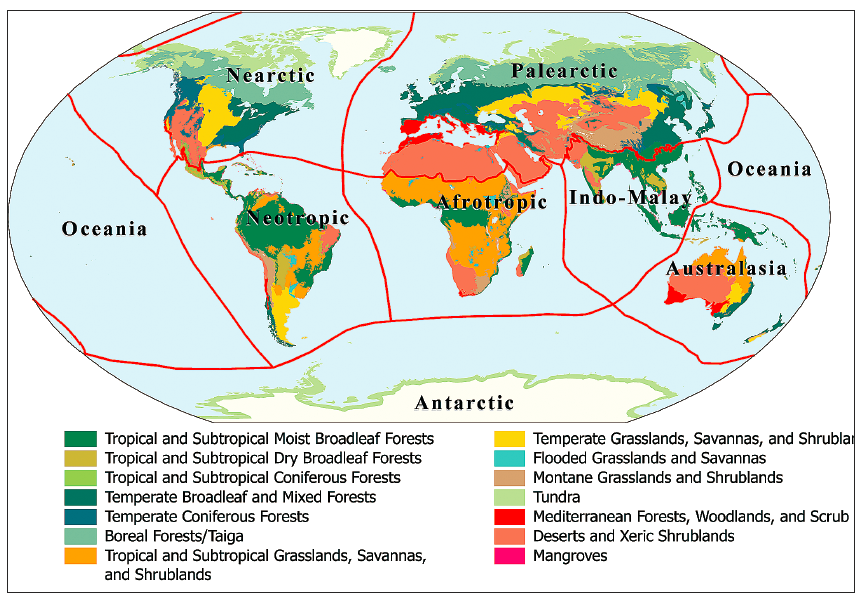 Nearctic
Palearctic
Oceania
Afrotropic
Indo-Malay
Neotropic
Oceania
Australasia
Antarctic
Tropical and Subtropical Moist Broadleaf Forests
Tropical and Subtropical Dry Broadleaf Forests
Tropical and Subtropical Coniferous Forests
Temperate Broadleaf and Mixed Forests
Temperate Coniferous Forests
Boreal Forests/Taiga
Tropical and Subtropical Grasslands, Savannas,
and Shrublands
Temperate Grasslands, Savannas, and Shrublan
Flooded Grasslands and Savannas
Montane Grasslands and Shrublands
Tundra
Mediterranean Forests, Woodlands, and Scrub
Deserts and Xeric Shrublands
Mangroves